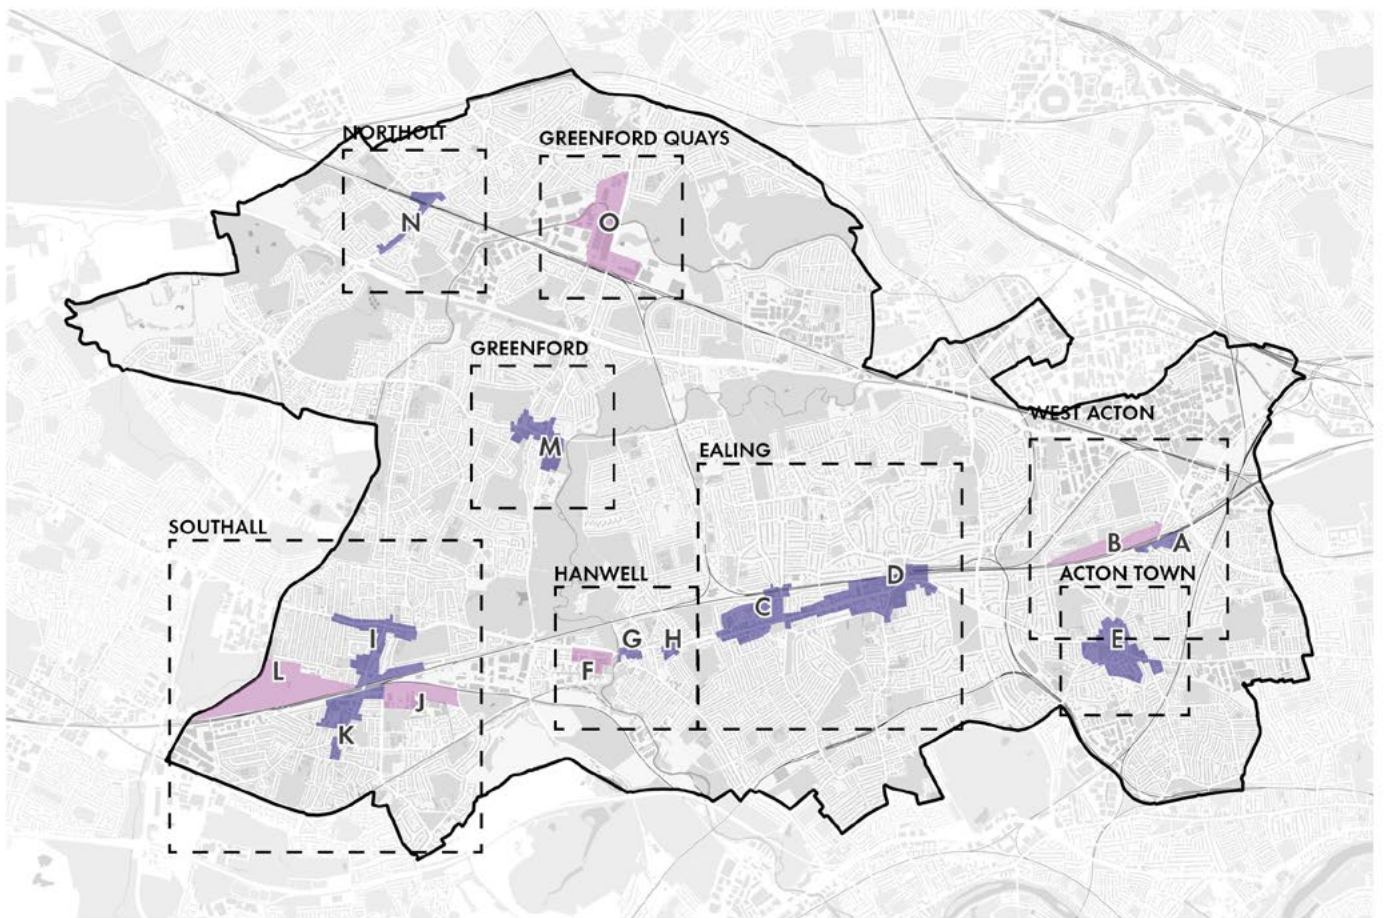 NORTHOLT
GREENFORD QUAYS
N
O
GREENFORD
M
WEST ACTON
EALING
B
A
SOUTHALL
HANWELL
ACTON TOWN
D
C
I
G
H
E
L
F
J
K